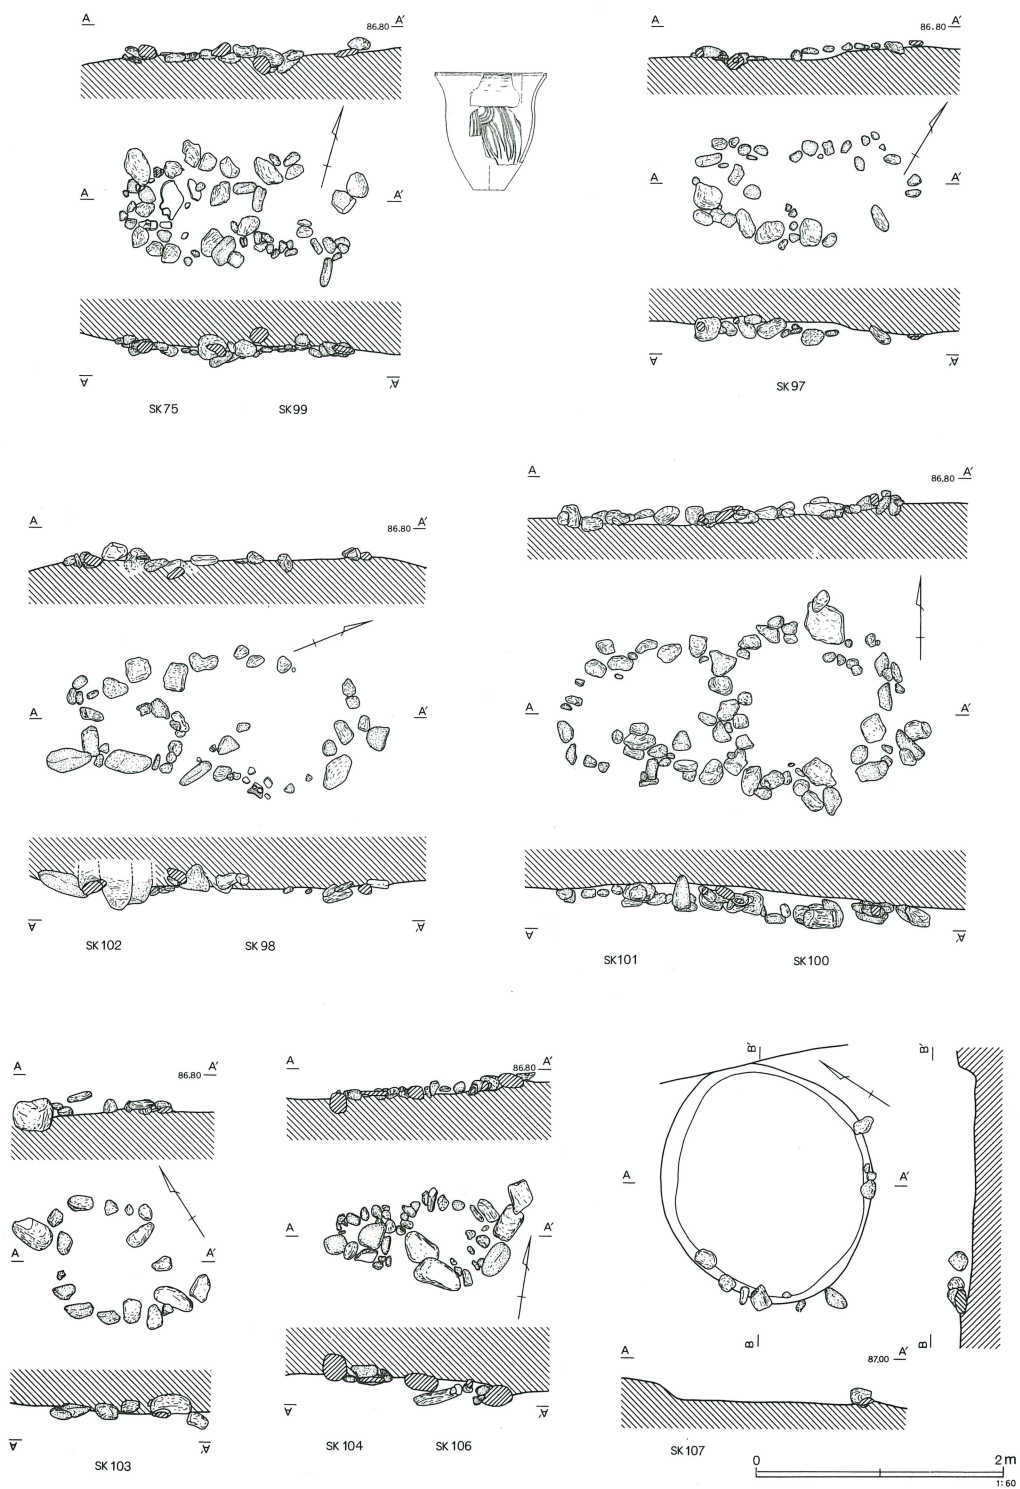 A 86.80 A′
A A′
A A′
SK75 SK99
A 86.80 A′
A A′
A A′
SK97
A 86.80 A′
A A′
A A′
SK102 SK98
A 86.80 A′
A A′
A A′
SK101 SK100
A 86.80 A′
A A′
A A′
SK103
A 86.80 A′
A A′
A A′
SK104 SK106
B′ B′
A A′
B B
A 87.00 A′
SK107
0 2m
1:60